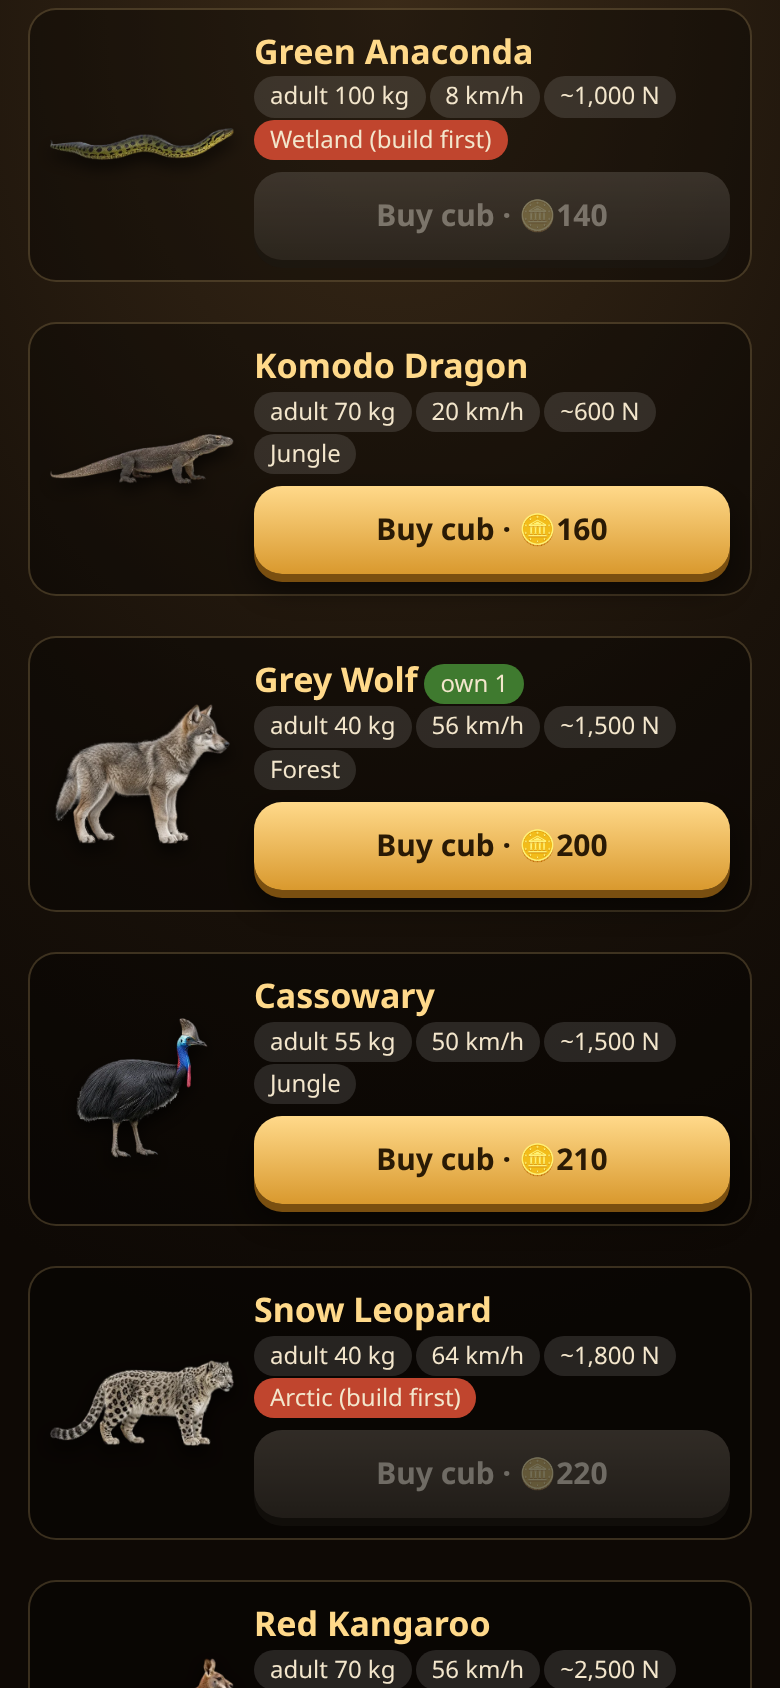 Green Anaconda
adult 100 kg 8 km/h ~1,000 N
Wetland (build first)
Buy cub · 🪙140
Komodo Dragon
adult 70 kg 20 km/h ~600 N
Jungle
Buy cub · 🪙160
Grey Wolf own 1
adult 40 kg 56 km/h ~1,500 N
Forest
Buy cub · 🪙200
Cassowary
adult 55 kg 50 km/h ~1,500 N
Jungle
Buy cub · 🪙210
Snow Leopard
adult 40 kg 64 km/h ~1,800 N
Arctic (build first)
Buy cub · 🪙220
Red Kangaroo
adult 70 kg 56 km/h ~2,500 N